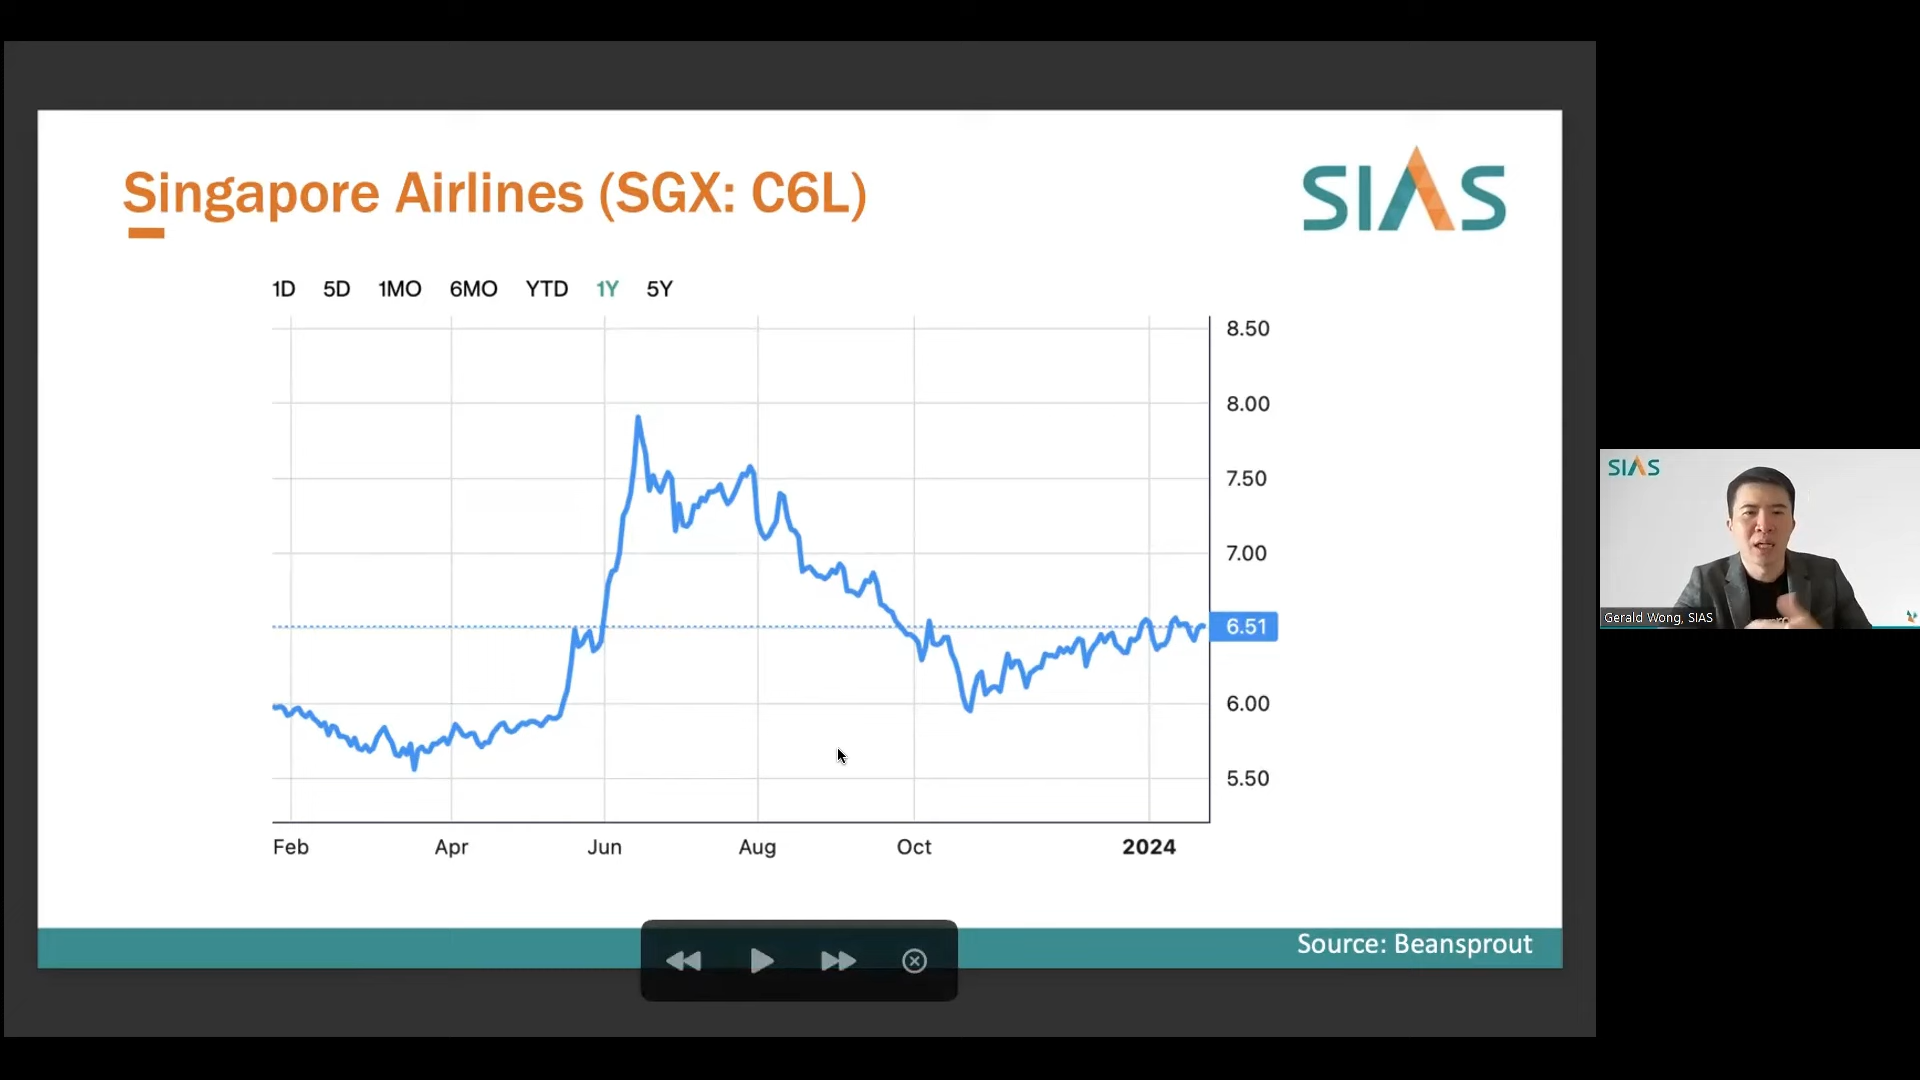 Singapore Airlines (SGX: C6L)
SIAS
1D 5D 1MO 6MO YTD 1Y 5Y
8.50
8.00
7.50
7.00
6.51
6.00
5.50
Feb Apr Jun Aug Oct 2024
Source: Beansprout
SIAS
Gerald Wong, SIAS